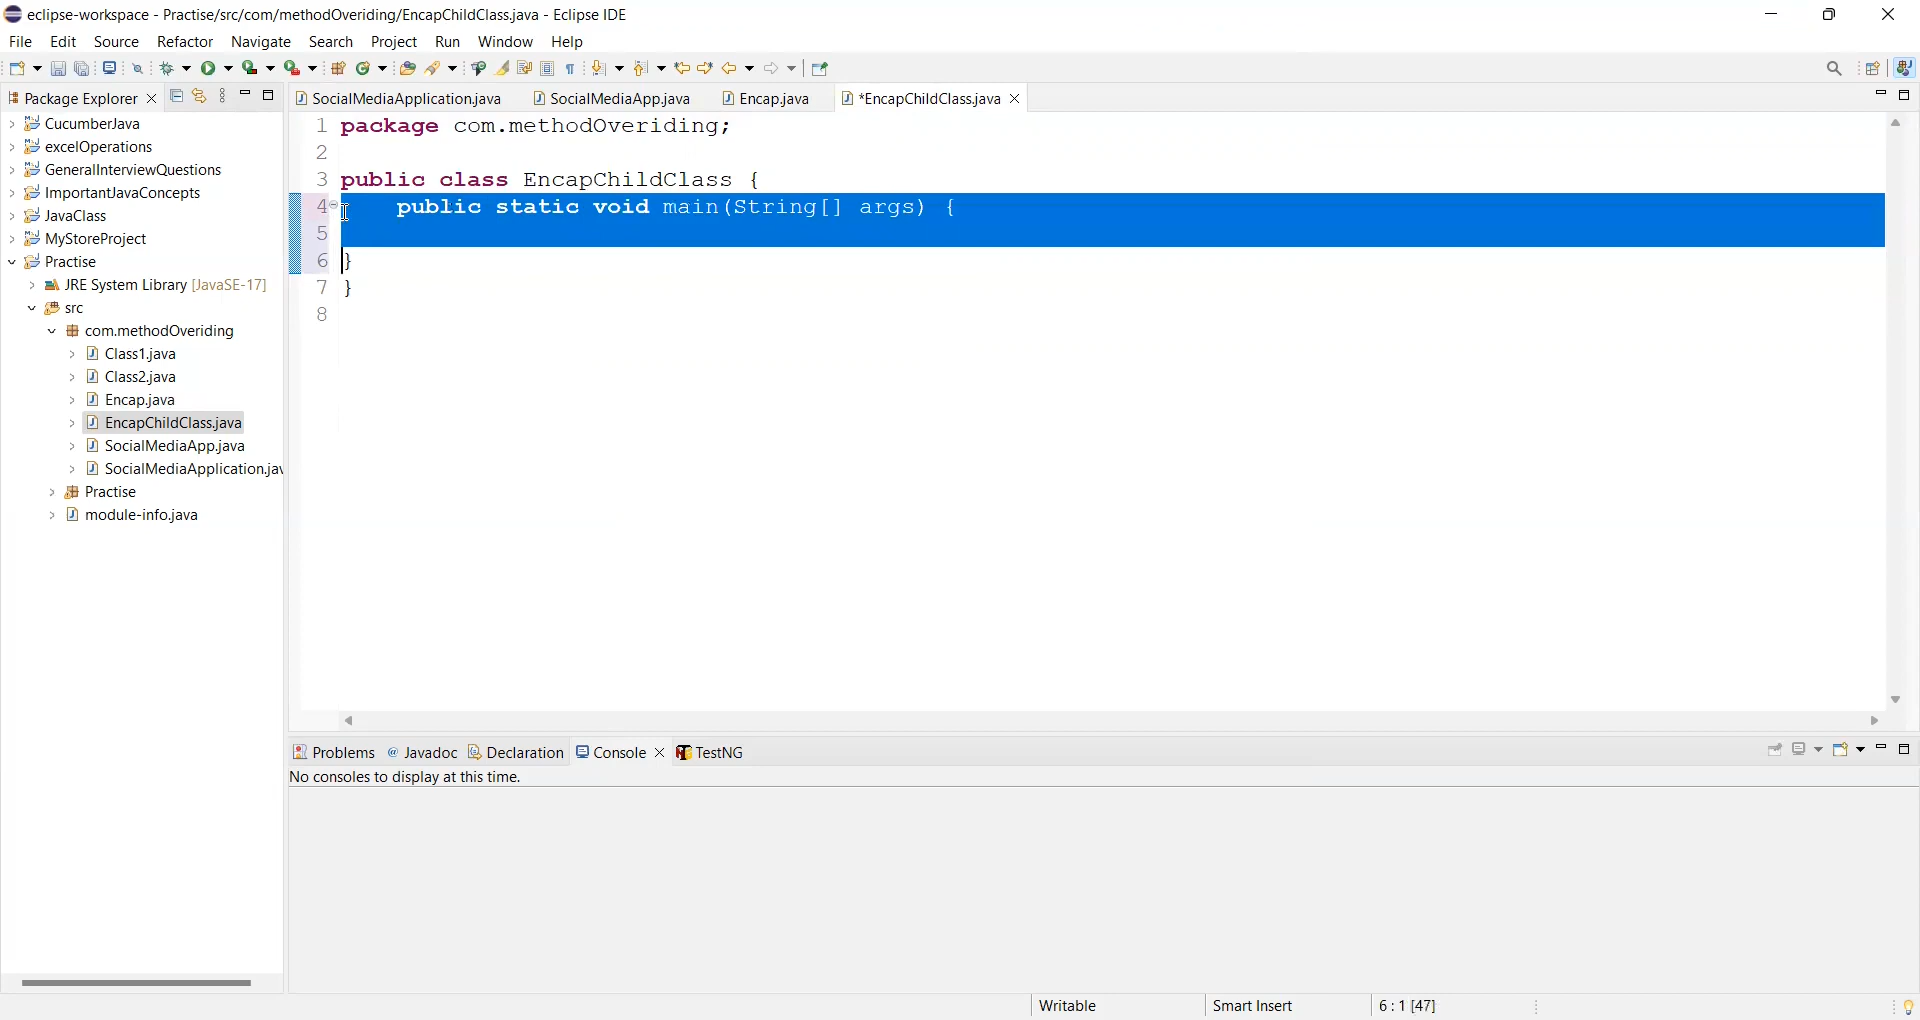 eclipse-workspace - Practise/src/com/methodOveriding/EncapChildClass.java - Eclipse IDE
File Edit Source Refactor Navigate Search Project Run Window Help
Package Explorer
SocialMediaApplication.java SocialMediaApp.java Encap.java *EncapChildClass.java
CucumberJava
excelOperations
GeneralInterviewQuestions
ImportantJavaConcepts
JavaClass
MyStoreProject
Practise
JRE System Library [JavaSE-17]
src
com.methodOveriding
Class1.java
Class2.java
Encap.java
EncapChildClass.java
SocialMediaApp.java
SocialMediaApplication.jav
Practise
module-info.java
1 package com.methodOveriding;
2
3 public class EncapChildClass {
4 public static void main(String[] args) {
5
6 }
7 }
8
Problems @ Javadoc Declaration Console TestNG
No consoles to display at this time.
Writable Smart Insert 6 : 1 [47]